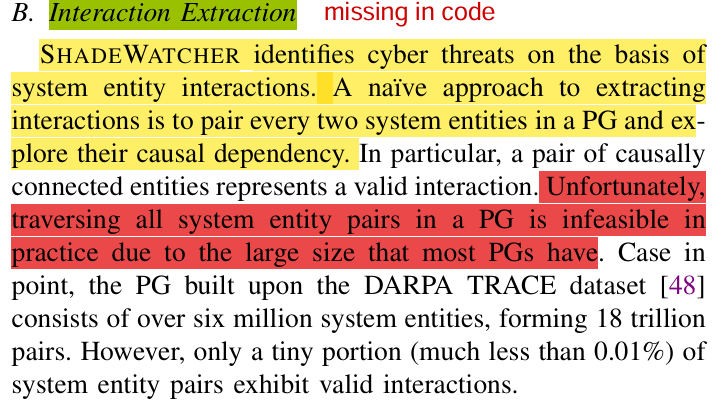 B. Interaction Extraction missing in code
SHADEWATCHER identifies cyber threats on the basis of
system entity interactions. A naïve approach to extracting
interactions is to pair every two system entities in a PG and ex-
plore their causal dependency. In particular, a pair of causally
connected entities represents a valid interaction. Unfortunately,
traversing all system entity pairs in a PG is infeasible in
practice due to the large size that most PGs have. Case in
point, the PG built upon the DARPA TRACE dataset [48]
consists of over six million system entities, forming 18 trillion
pairs. However, only a tiny portion (much less than 0.01%) of
system entity pairs exhibit valid interactions.